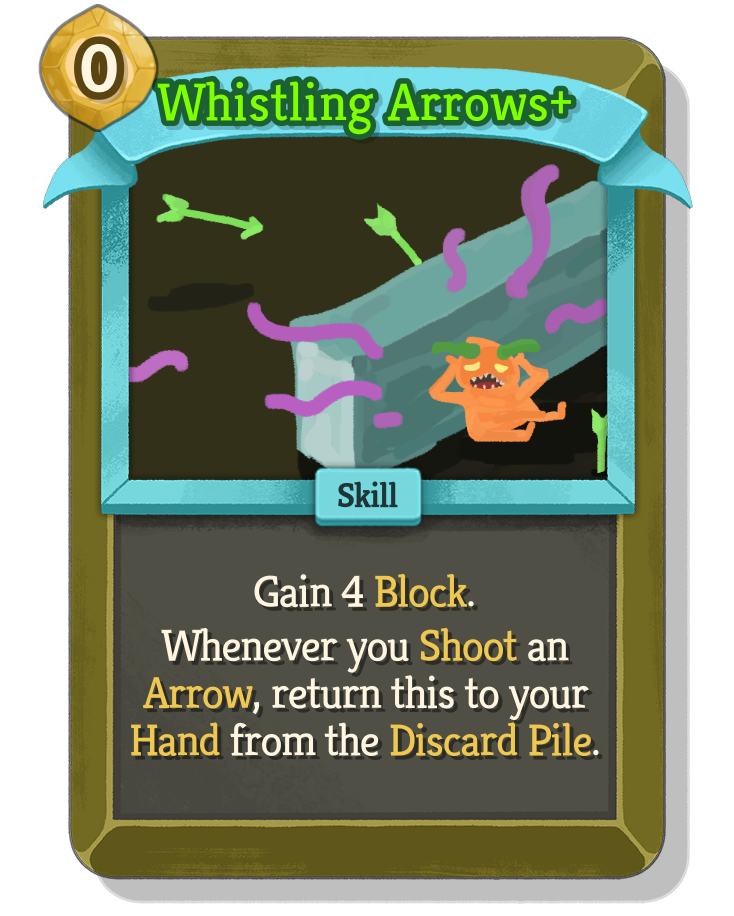 0
Whistling Arrows+
Skill
Gain 4 Block.
Whenever you Shoot an
Arrow, return this to your
Hand from the Discard Pile.